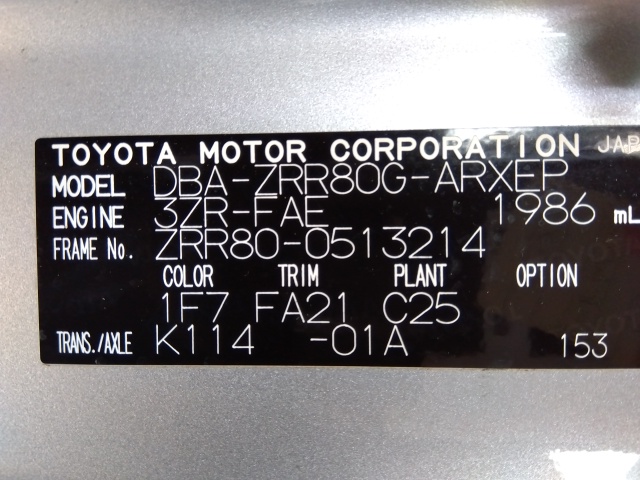 TOYOTA MOTOR CORPORATION JAP
MODEL DBA-ZRR80G-ARXEP
ENGINE 3ZR-FAE 1986 mL
FRAME No. ZRR80-0513214
COLOR TRIM PLANT OPTION
1F7 FA21 C25
TRANS./AXLE K114 -01A 153